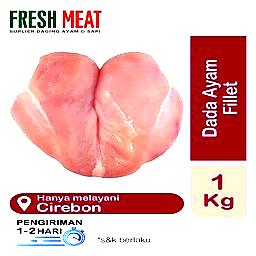 FRESH MEAT
SUPLIER DAGING AYAM & SAPI
Dada Ayam
Fillet
1
Kg
Hanya melayani
Cirebon
PENGIRIMAN
1-2 HARI
*s&k berlaku